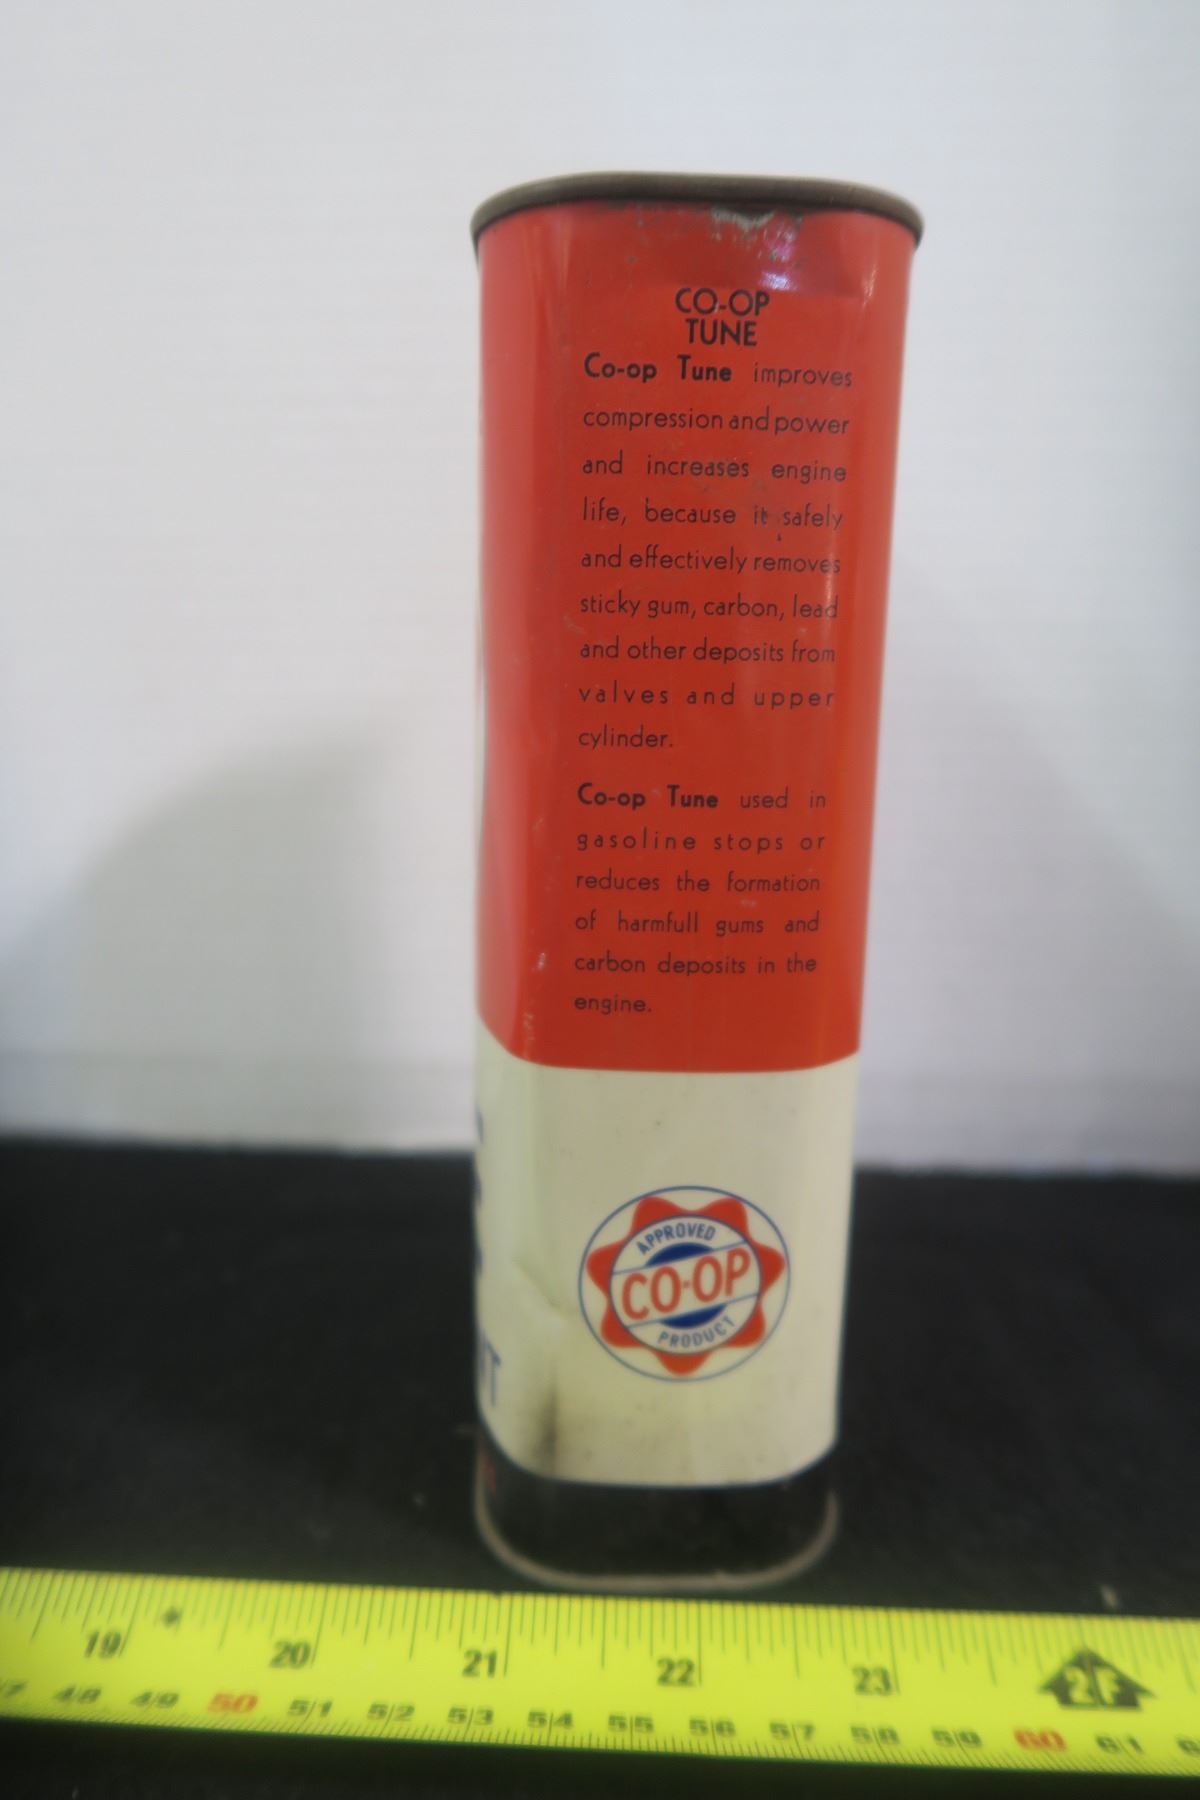 CO-OP
TUNE
Co-op Tune improves
compression and power
and increases engine
life, because it safely
and effectively removes
sticky gum, carbon, lead
and other deposits from
valves and upper
cylinder.
Co-op Tune used in
gasoline stops or
reduces the formation
of harmfull gums and
carbon deposits in the
engine.
APPROVED
CO-OP
PRODUCT
19 20 21 22 23 2F
48 49 50 51 52 53 54 55 56 57 58 59 60 61